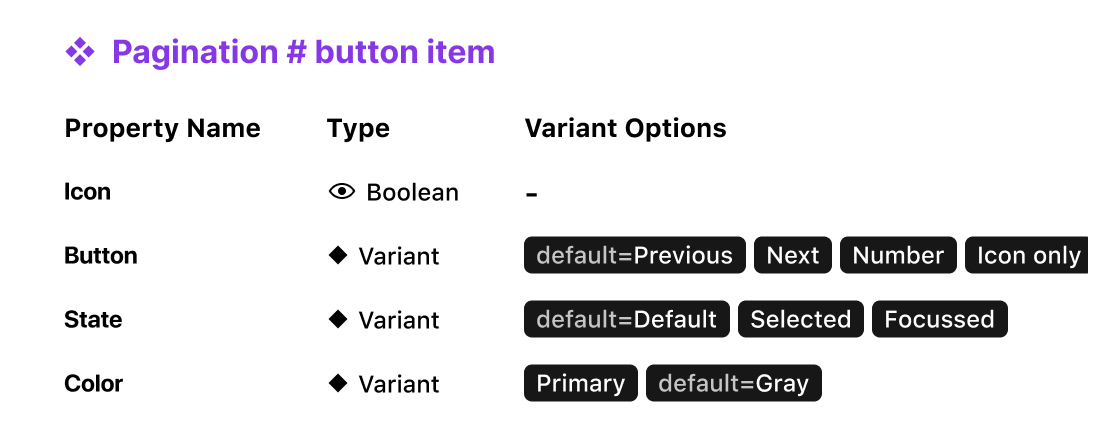 Pagination # button item
Property Name Type Variant Options
Icon Boolean -
Button Variant default=Previous Next Number Icon only
State Variant default=Default Selected Focussed
Color Variant Primary default=Gray